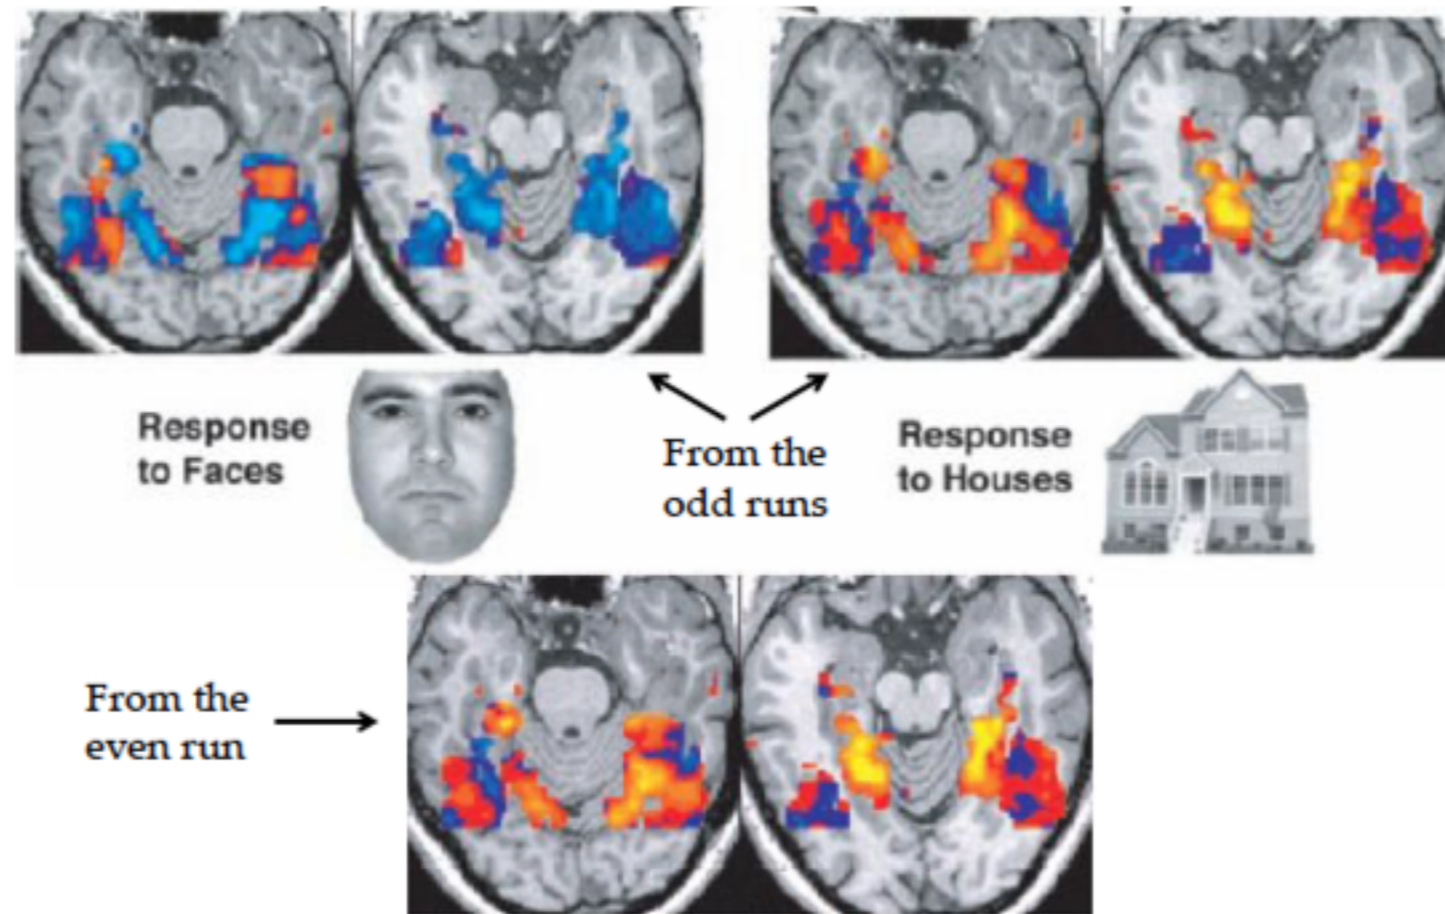 Response
to Faces
From the
odd runs
Response
to Houses
From the
even run